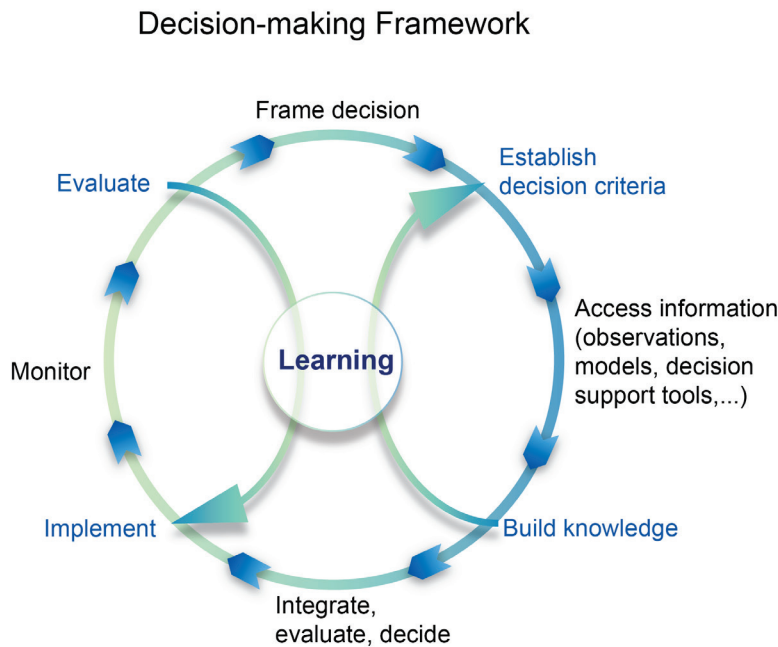 Decision-making Framework
Frame decision
Establish
decision criteria
Access information
(observations,
models, decision
support tools,...)
Build knowledge
Integrate,
evaluate, decide
Implement
Monitor
Evaluate
Learning